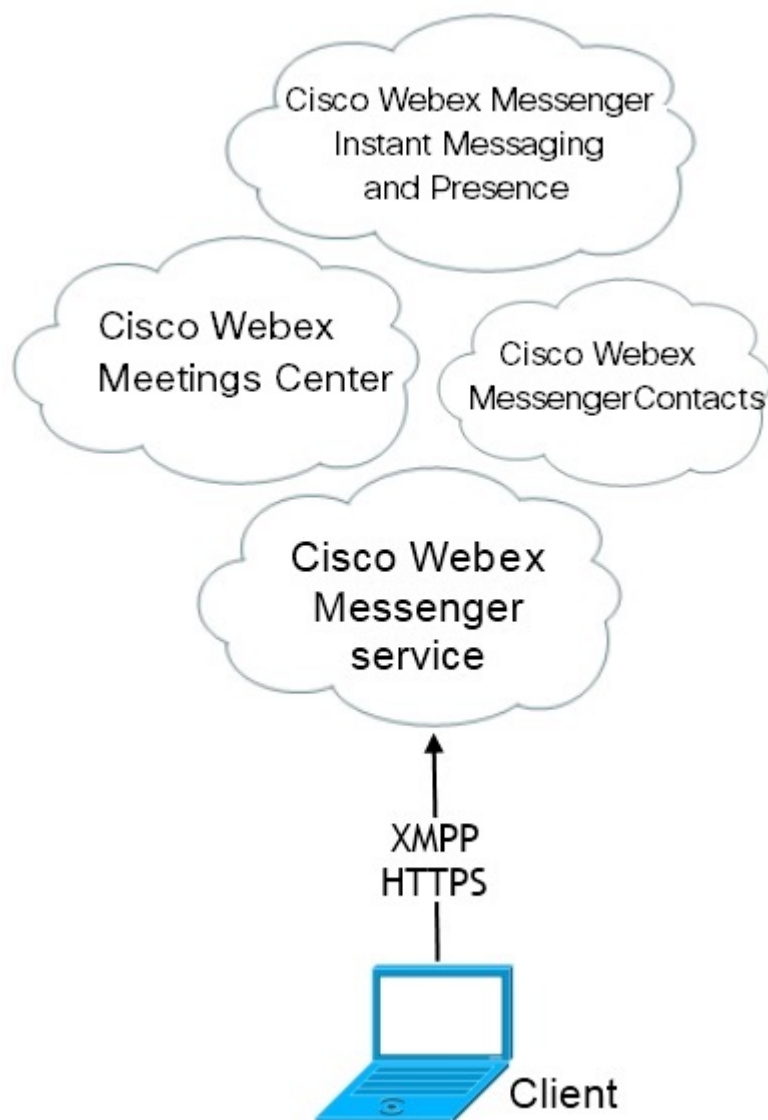 Cisco Webex Messenger
Instant Messaging
and Presence
Cisco Webex
Meetings Center
Cisco Webex
MessengerContacts
Cisco Webex
Messenger
service
XMPP
HTTPS
Client